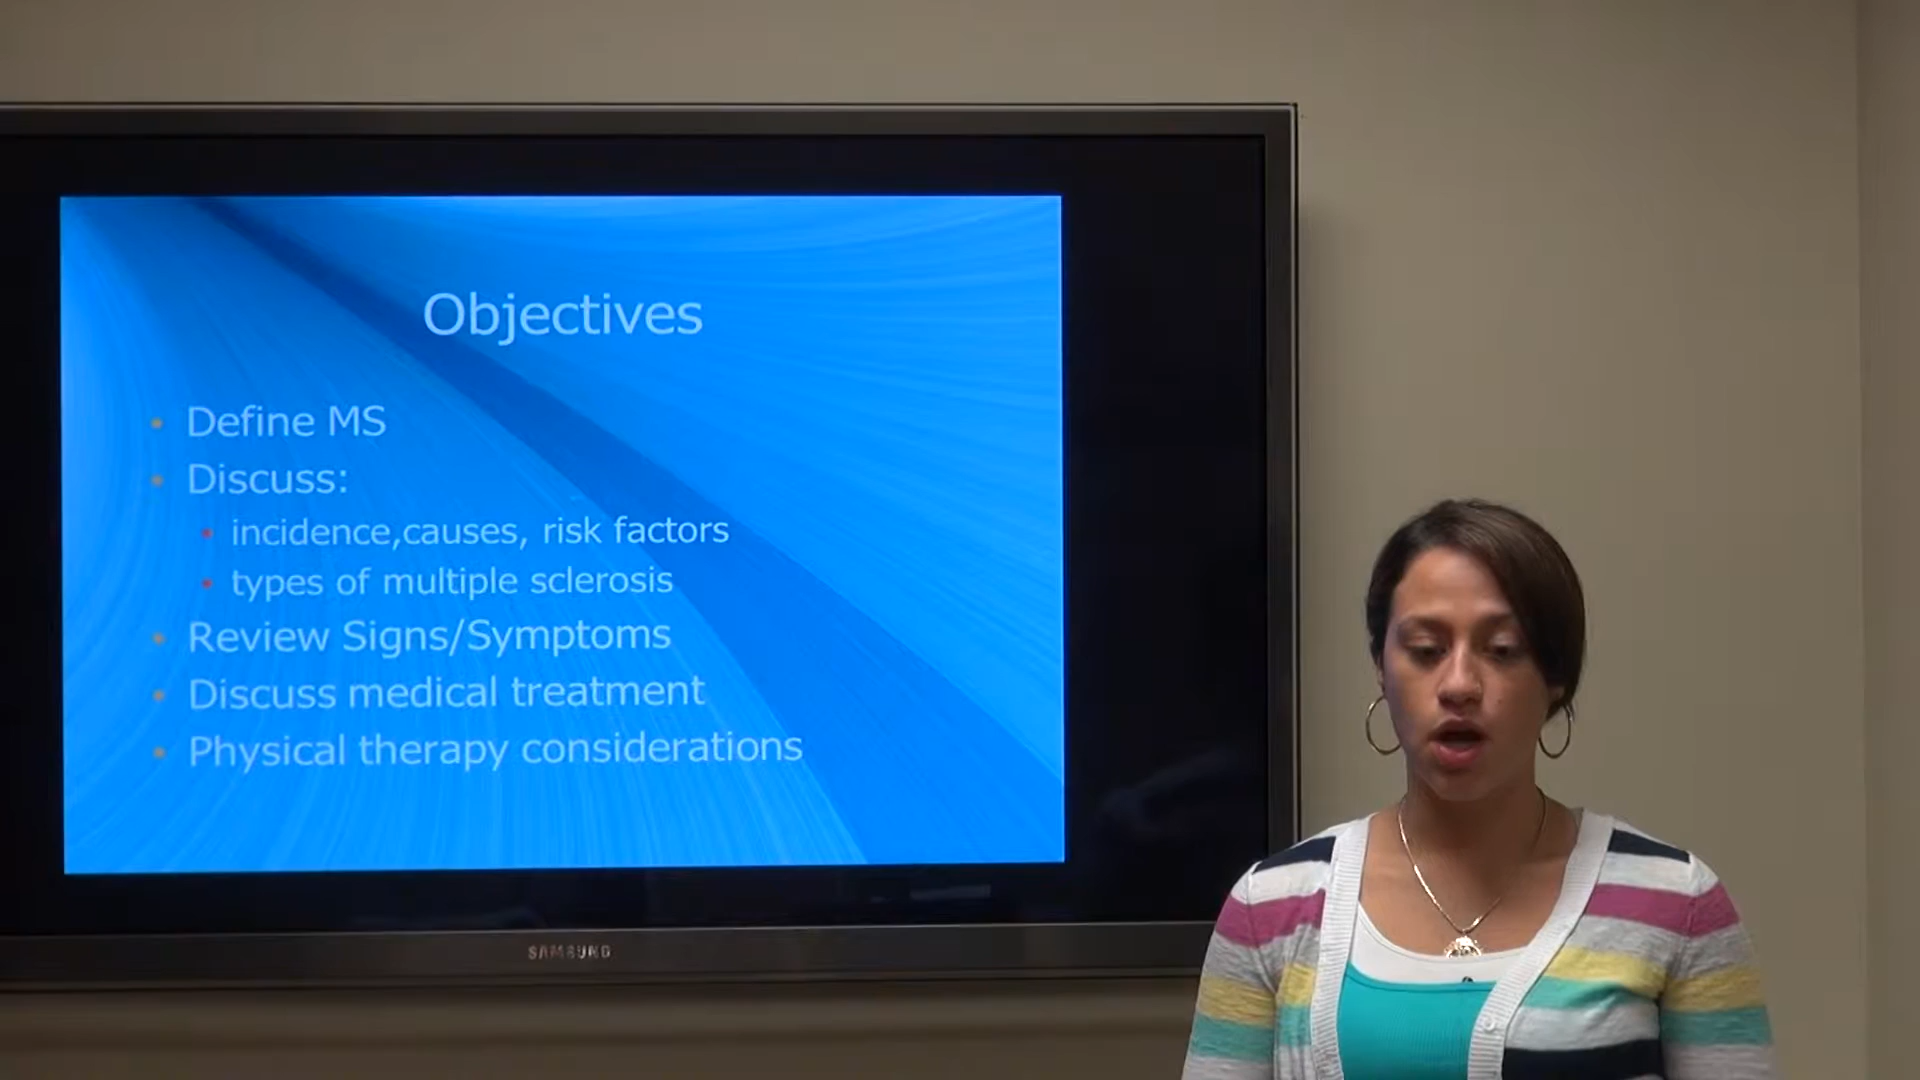 Objectives
• Define MS
• Discuss:
• incidence,causes, risk factors
• types of multiple sclerosis
• Review Signs/Symptoms
• Discuss medical treatment
• Physical therapy considerations
SAMSUNG